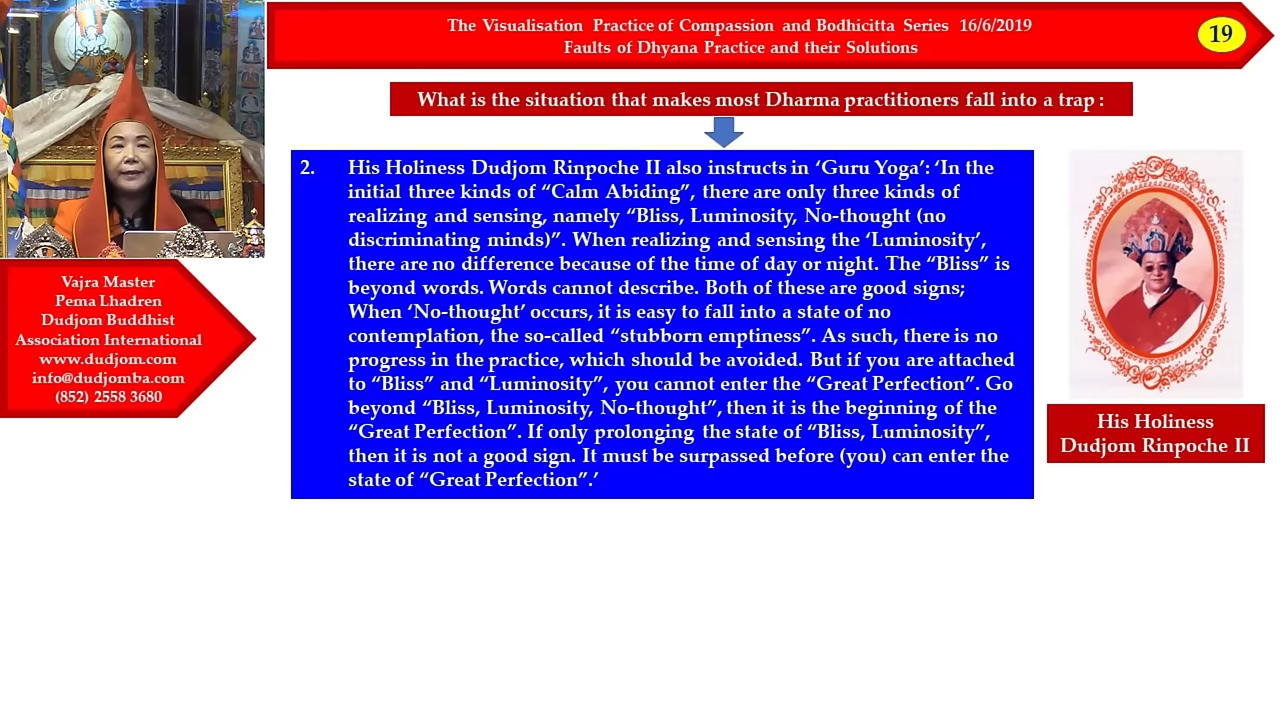 The Visualisation Practice of Compassion and Bodhicitta Series 16/6/2019
Faults of Dhyana Practice and their Solutions
19
What is the situation that makes most Dharma practitioners fall into a trap :
2. His Holiness Dudjom Rinpoche II also instructs in ‘Guru Yoga’: ‘In the
initial three kinds of “Calm Abiding”, there are only three kinds of
realizing and sensing, namely “Bliss, Luminosity, No-thought (no
discriminating minds)”. When realizing and sensing the ‘Luminosity’,
there are no difference because of the time of day or night. The “Bliss” is
beyond words. Words cannot describe. Both of these are good signs;
When ‘No-thought’ occurs, it is easy to fall into a state of no
contemplation, the so-called “stubborn emptiness”. As such, there is no
progress in the practice, which should be avoided. But if you are attached
to “Bliss” and “Luminosity”, you cannot enter the “Great Perfection”. Go
beyond “Bliss, Luminosity, No-thought”, then it is the beginning of the
“Great Perfection”. If only prolonging the state of “Bliss, Luminosity”,
then it is not a good sign. It must be surpassed before (you) can enter the
state of “Great Perfection”.’
Vajra Master
Pema Lhadren
Dudjom Buddhist
Association International
www.dudjom.com
info@dudjomba.com
(852) 2558 3680
His Holiness
Dudjom Rinpoche II